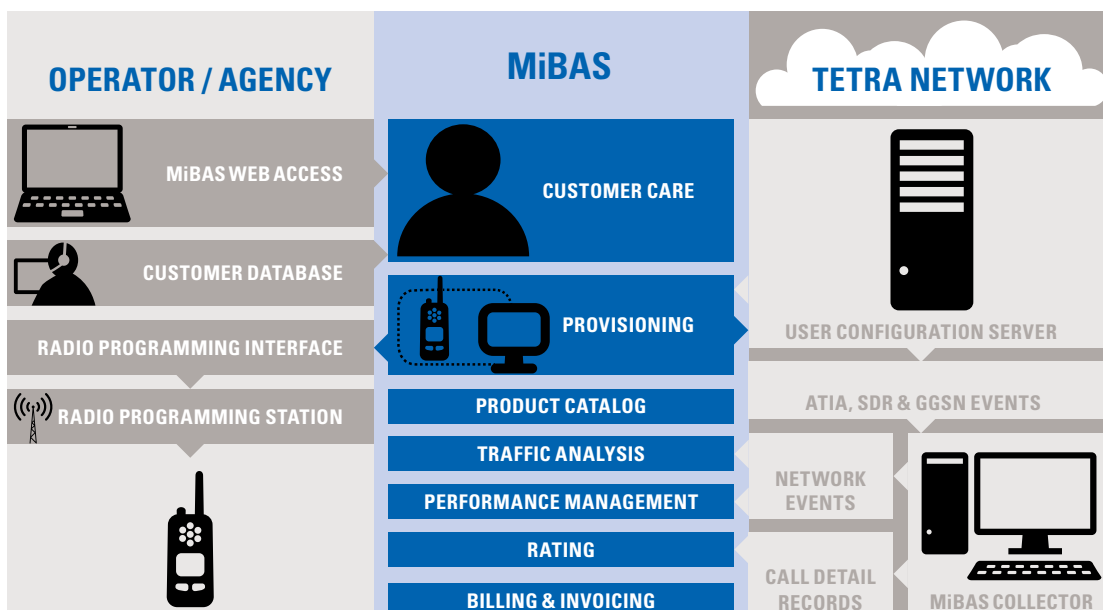 OPERATOR / AGENCY
MiBAS WEB ACCESS
CUSTOMER DATABASE
RADIO PROGRAMMING INTERFACE
RADIO PROGRAMMING STATION
MiBAS
CUSTOMER CARE
PROVISIONING
PRODUCT CATALOG
TRAFFIC ANALYSIS
PERFORMANCE MANAGEMENT
RATING
BILLING & INVOICING
TETRA NETWORK
USER CONFIGURATION SERVER
ATIA, SDR & GGSN EVENTS
NETWORK
EVENTS
CALL DETAIL
RECORDS
MiBAS COLLECTOR